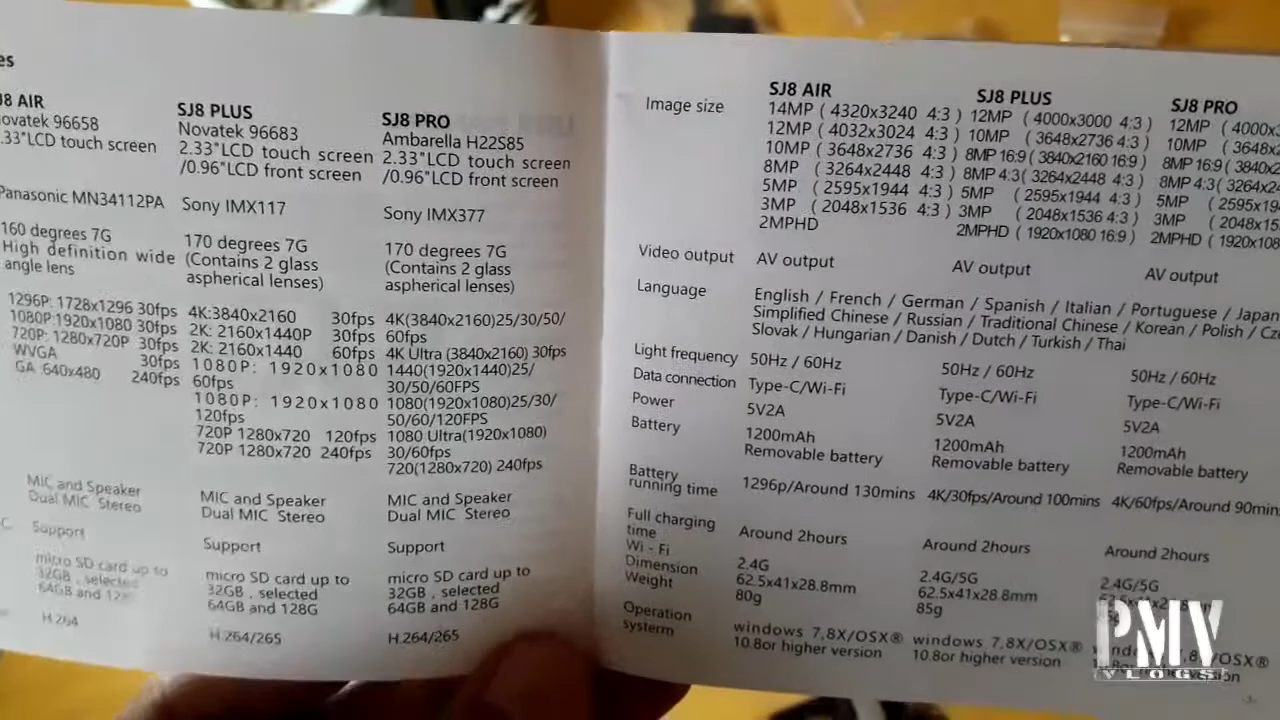 es
J8 AIR
ovatek 96658
.33"LCD touch screen
Panasonic MN34112PA
160 degrees 7G
High definition wide
angle lens
1296P: 1728x1296 30fps
1080P:1920x1080 30fps
720P: 1280x720P 30fps
WVGA 30fps
GA 640x480 240fps
MIC and Speaker
Dual MIC Stereo
C Support
micro SD card up to
32GB , selected
64GB and
H.264
SJ8 PLUS
Novatek 96683
2.33"LCD touch screen
/0.96"LCD front screen
Sony IMX117
170 degrees 7G
(Contains 2 glass
aspherical lenses)
4K:3840x2160 30fps
2K: 2160x1440P 30fps
2K: 2160x1440 60fps
1080P: 1920x1080
60fps
1080P: 1920x1080
120fps
720P 1280x720 120fps
720P 1280x720 240fps
MIC and Speaker
Dual MIC Stereo
Support
micro SD card up to
32GB , selected
64GB and 128G
H.264/265
SJ8 PRO
Ambarella H22S85
2.33"LCD touch screen
/0.96"LCD front screen
Sony IMX377
170 degrees 7G
(Contains 2 glass
aspherical lenses)
4K(3840x2160)25/30/50/
60fps
4K Ultra (3840x2160) 30fps
1440(1920x1440)25/
30/50/60FPS
1080(1920x1080)25/30/
50/60/120FPS
1080 Ultra(1920x1080)
30/60fps
720(1280x720) 240fps
MIC and Speaker
Dual MIC Stereo
Support
micro SD card up to
32GB , selected
64GB and 128G
H.264/265
SJ8 AIR SJ8 PLUS SJ8 PRO
Image size 14MP ( 4320x3240 4:3 ) 12MP ( 4000x3000 4:3 ) 12MP ( 4000x3
12MP ( 4032x3024 4:3 ) 10MP ( 3648x2736 4:3 ) 10MP ( 3648x2
10MP ( 3648x2736 4:3 ) 8MP 16:9 ( 3840x2160 16:9 ) 8MP 16:9 ( 3840x2
8MP ( 3264x2448 4:3 ) 8MP 4:3 ( 3264x2448 4:3 ) 8MP 4:3 ( 3264x24
5MP ( 2595x1944 4:3 ) 5MP ( 2595x1944 4:3 ) 5MP ( 2595x194
3MP ( 2048x1536 4:3 ) 3MP ( 2048x1536 4:3 ) 3MP ( 2048x15
2MPHD 2MPHD ( 1920x1080 16:9 ) 2MPHD ( 1920x108
Video output AV output AV output AV output
Language English / French / German / Spanish / Italian / Portuguese / Japan
Simplified Chinese / Russian / Traditional Chinese / Korean / Polish / Cze
Slovak / Hungarian / Danish / Dutch / Turkish / Thai
Light frequency 50Hz / 60Hz 50Hz / 60Hz 50Hz / 60Hz
Data connection Type-C/Wi-Fi Type-C/Wi-Fi Type-C/Wi-Fi
Power 5V2A 5V2A 5V2A
Battery 1200mAh 1200mAh 1200mAh
Removable battery Removable battery Removable battery
Battery
running time 1296p/Around 130mins 4K/30fps/Around 100mins 4K/60fps/Around 90min
Full charging
time Around 2hours Around 2hours Around 2hours
Wi - Fi 2.4G 2.4G/5G 2.4G/5G
Dimension 62.5x41x28.8mm 62.5x41x28.8mm
Weight 80g 85g
Operation
systerm windows 7,8X/OSX® windows 7,8X/OSX®
10.8or higher version 10.8or higher version
PMV
VLOGS